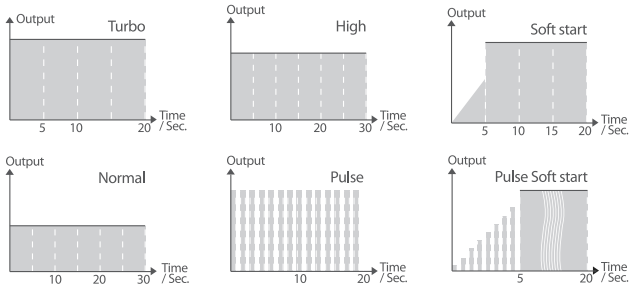 Output
Turbo
5 10 20
Time
/ Sec.
Output
High
10 20 30
Time
/ Sec.
Output
Soft start
5 10 15 20
Time
/ Sec.
Output
Normal
10 20 30
Time
/ Sec.
Output
Pulse
10 20
Time
/ Sec.
Output
Pulse Soft start
5 20
Time
/ Sec.